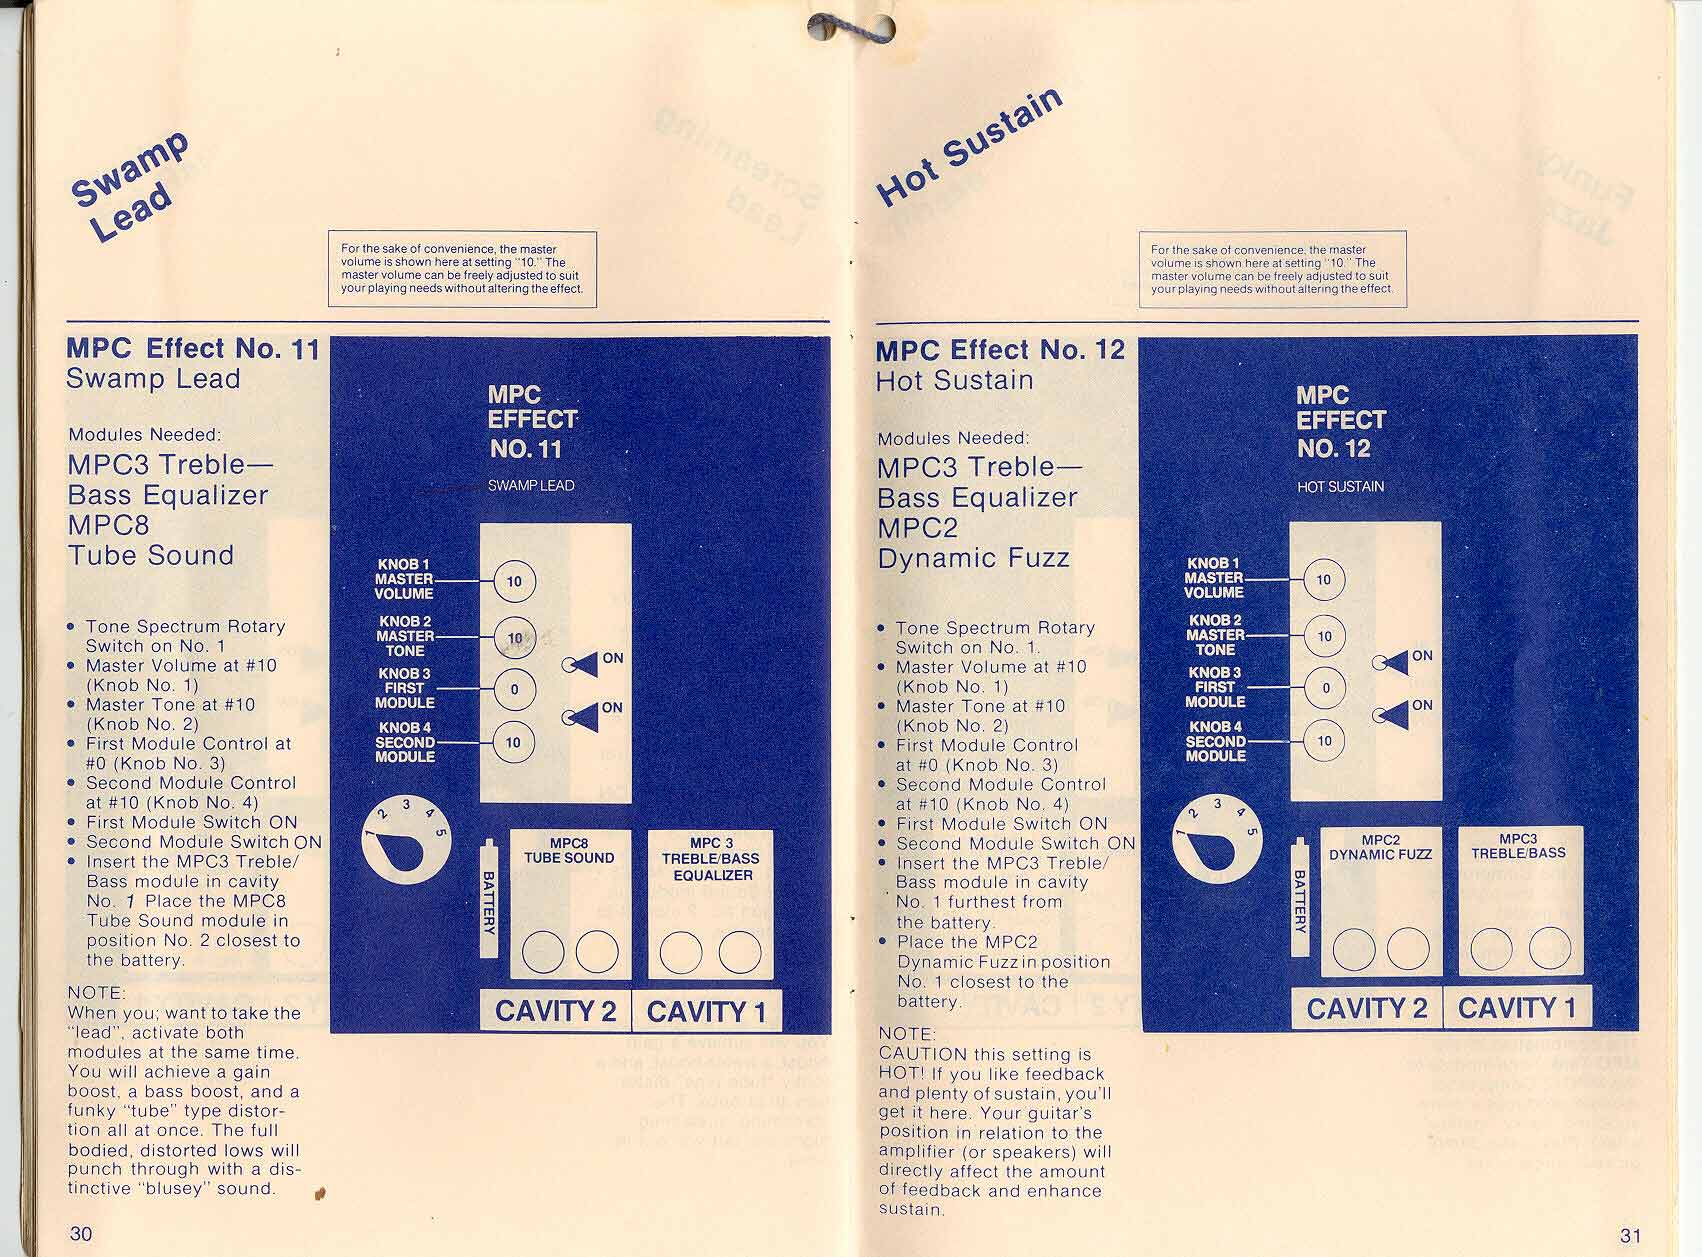 Swamp
Lead
For the sake of convenience, the master
volume is shown here at setting "10." The
master volume can be freely adjusted to suit
your playing needs without altering the effect.
MPC Effect No. 11
Swamp Lead
Modules Needed:
MPC3 Treble—
Bass Equalizer
MPC8
Tube Sound
• Tone Spectrum Rotary
Switch on No. 1
• Master Volume at #10
(Knob No. 1)
• Master Tone at #10
(Knob No. 2)
• First Module Control at
#0 (Knob No. 3)
• Second Module Control
at #10 (Knob No. 4)
• First Module Switch ON
• Second Module Switch ON
• Insert the MPC3 Treble/
Bass module in cavity
No. 1 Place the MPC8
Tube Sound module in
position No. 2 closest to
the battery.
NOTE:
When you; want to take the
"lead", activate both
modules at the same time.
You will achieve a gain
boost, a bass boost, and a
funky "tube" type distor-
tion all at once. The full
bodied, distorted lows will
punch through with a dis-
tinctive "blusey" sound.
30
MPC
EFFECT
NO. 11
SWAMP LEAD
KNOB 1
MASTER
VOLUME
10
KNOB 2
MASTER
TONE
10
KNOB 3
FIRST
MODULE
0
KNOB 4
SECOND
MODULE
10
ON
ON
1 2 3 4 5
BATTERY
MPC8
TUBE SOUND
MPC 3
TREBLE/BASS
EQUALIZER
CAVITY 2
CAVITY 1
Hot Sustain
For the sake of convenience, the master
volume is shown here at setting "10." The
master volume can be freely adjusted to suit
your playing needs without altering the effect.
MPC Effect No. 12
Hot Sustain
Modules Needed:
MPC3 Treble—
Bass Equalizer
MPC2
Dynamic Fuzz
• Tone Spectrum Rotary
Switch on No. 1.
• Master Volume at #10
(Knob No. 1)
• Master Tone at #10
(Knob No. 2)
• First Module Control
at #0 (Knob No. 3)
• Second Module Control
at #10 (Knob No. 4)
• First Module Switch ON
• Second Module Switch ON
• Insert the MPC3 Treble/
Bass module in cavity
No. 1 furthest from
the battery.
• Place the MPC2
Dynamic Fuzz in position
No. 1 closest to the
battery.
NOTE:
CAUTION this setting is
HOT! If you like feedback
and plenty of sustain, you'll
get it here. Your guitar's
position in relation to the
amplifier (or speakers) will
directly affect the amount
of feedback and enhance
sustain.
31
MPC
EFFECT
NO. 12
HOT SUSTAIN
KNOB 1
MASTER
VOLUME
10
KNOB 2
MASTER
TONE
10
KNOB 3
FIRST
MODULE
0
KNOB 4
SECOND
MODULE
10
ON
ON
1 2 3 4 5
BATTERY
MPC2
DYNAMIC FUZZ
MPC3
TREBLE/BASS
CAVITY 2
CAVITY 1